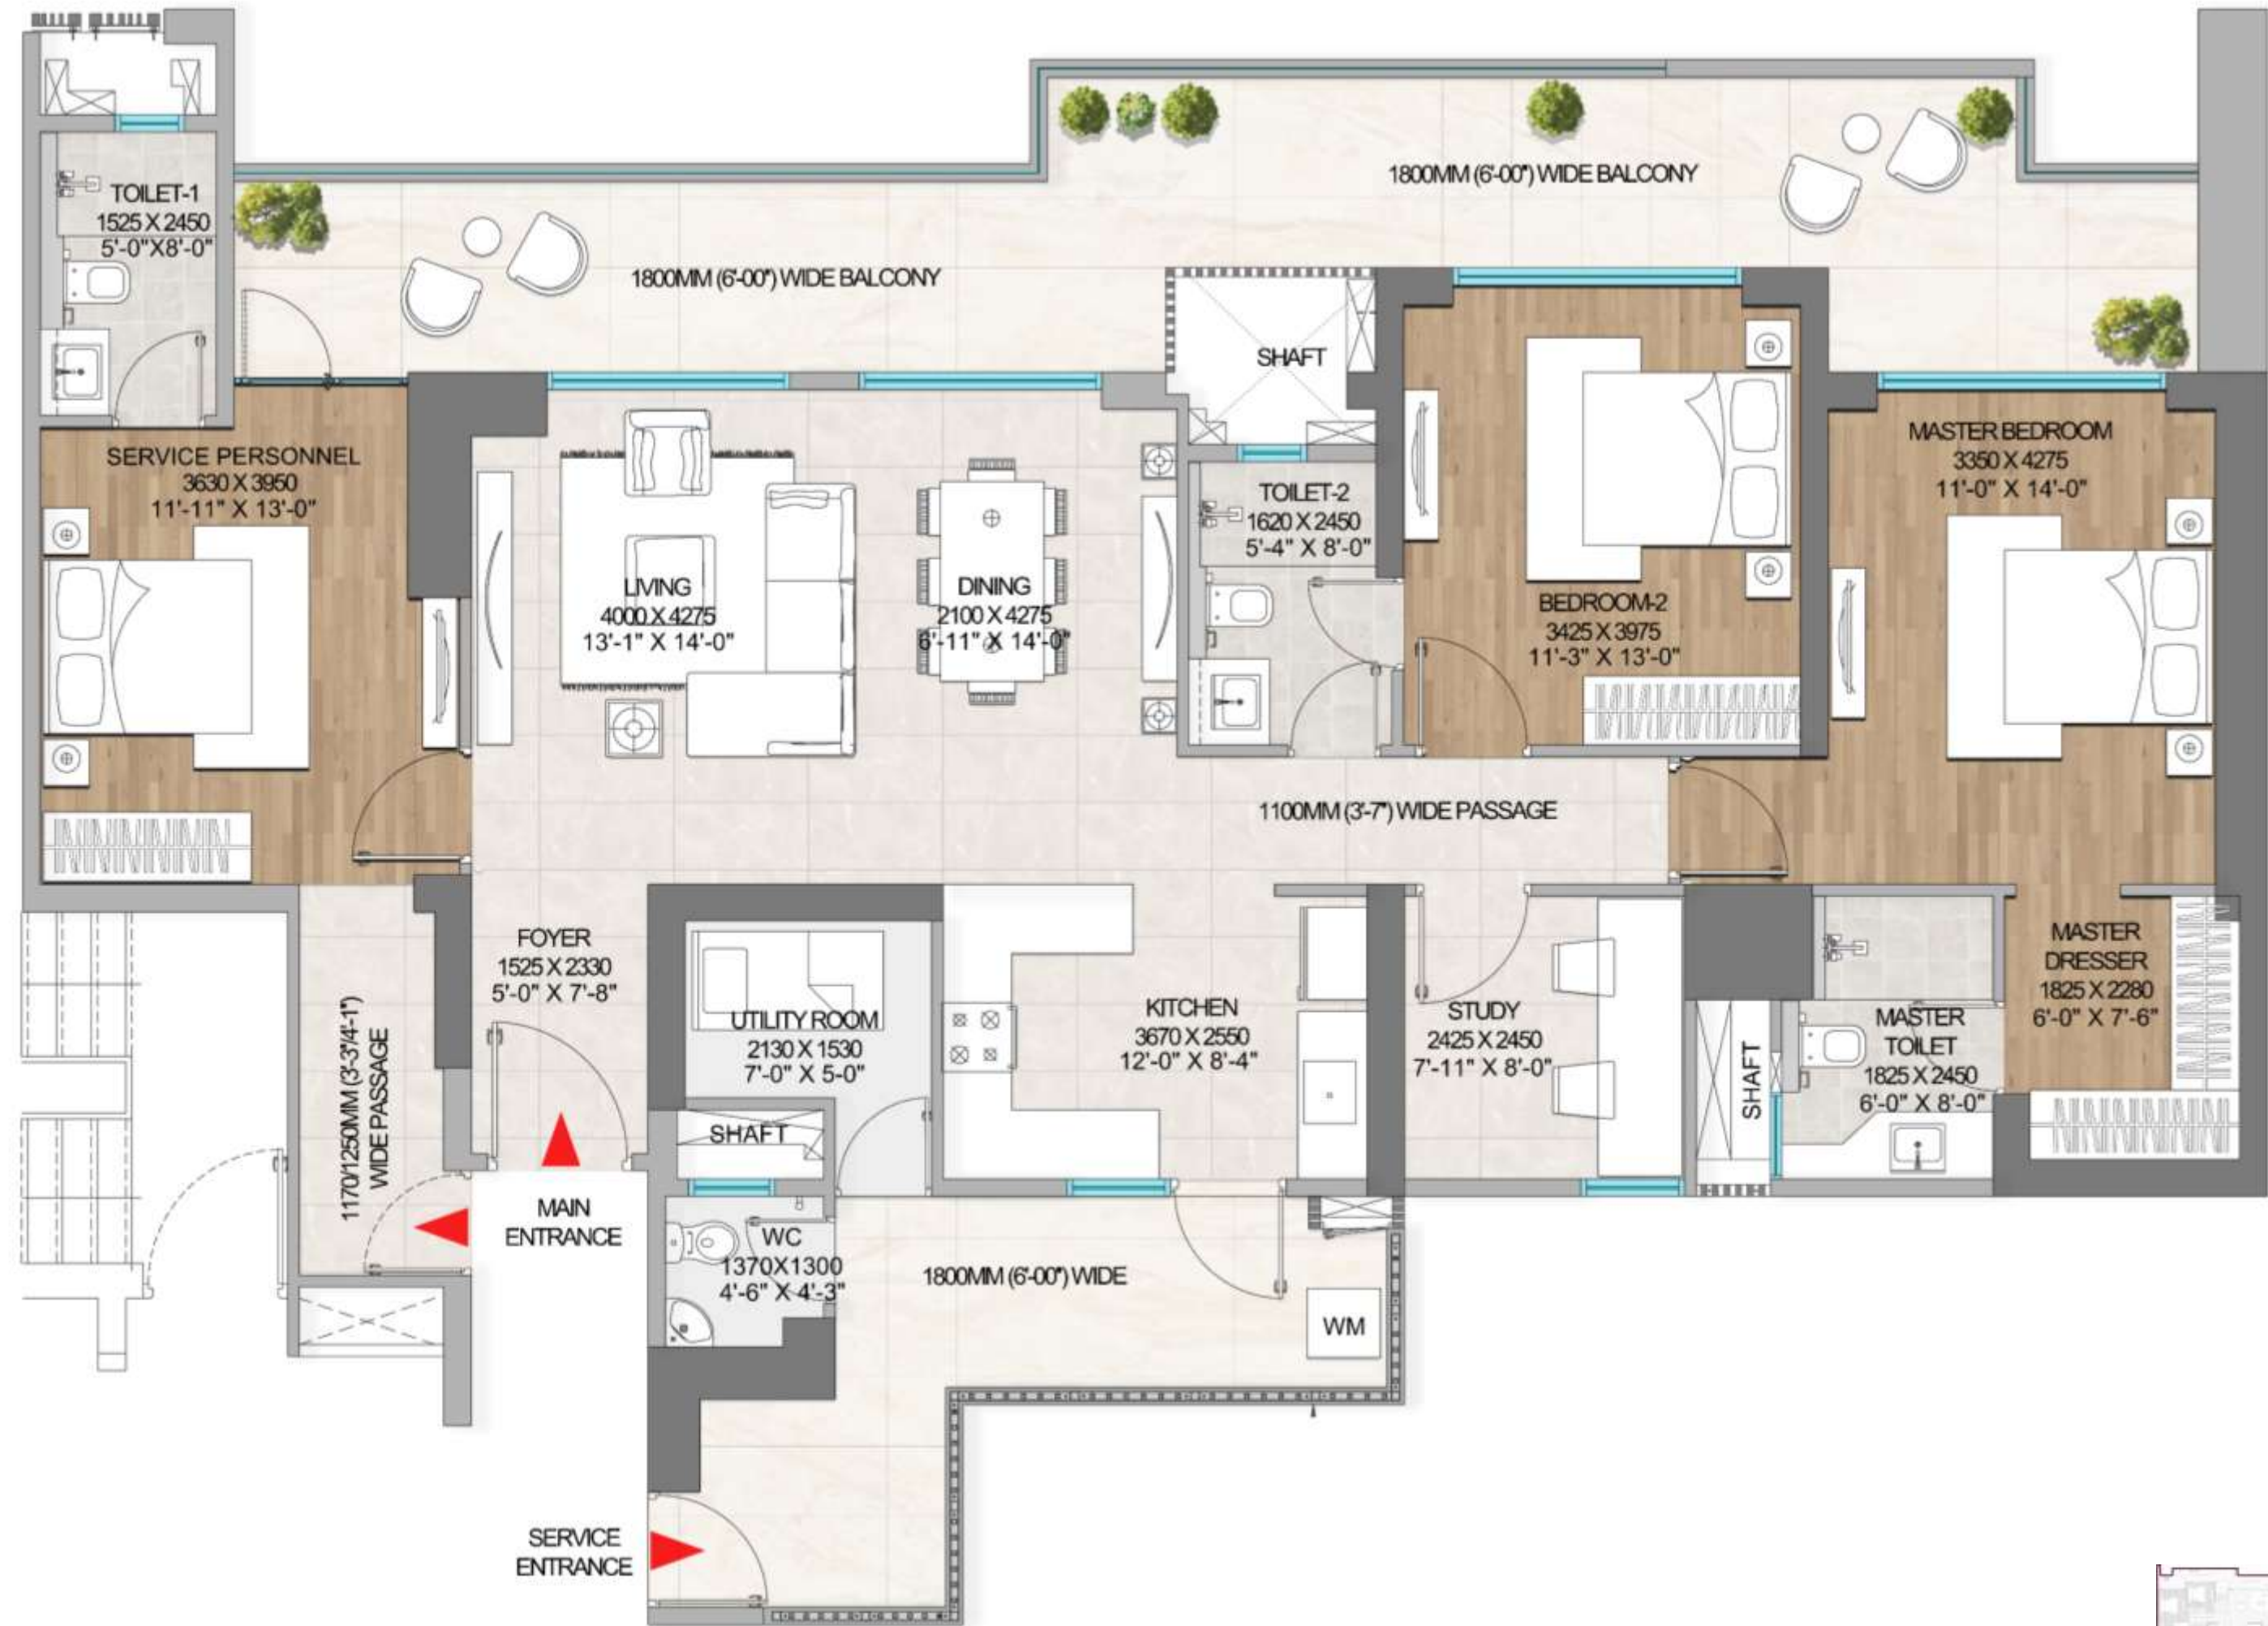 TOILET-1
1525 X 2450
5'-0"X8'-0"
1800MM (6'-00") WIDE BALCONY
1800MM (6'-00") WIDE BALCONY
SHAFT
SERVICE PERSONNEL
3630 X 3950
11'-11" X 13'-0"
LIVING
4000 X 4275
13'-1" X 14'-0"
DINING
2100 X 4275
6'-11" X 14'-0"
TOILET-2
1620 X 2450
5'-4" X 8'-0"
BEDROOM-2
3425 X 3975
11'-3" X 13'-0"
MASTER BEDROOM
3350 X 4275
11'-0" X 14'-0"
1100MM (3'-7") WIDE PASSAGE
FOYER
1525 X 2330
5'-0" X 7'-8"
1170/1250MM (3'-3"/4'-1")
WIDE PASSAGE
UTILITY ROOM
2130 X 1530
7'-0" X 5-0"
KITCHEN
3670 X 2550
12'-0" X 8'-4"
STUDY
2425 X 2450
7'-11" X 8'-0"
SHAFT
MASTER
TOILET
1825 X 2450
6'-0" X 8'-0"
MASTER
DRESSER
1825 X 2280
6'-0" X 7'-6"
SHAFT
MAIN
ENTRANCE
WC
1370X1300
4'-6" X 4'-3"
1800MM (6'-00") WIDE
WM
SERVICE
ENTRANCE